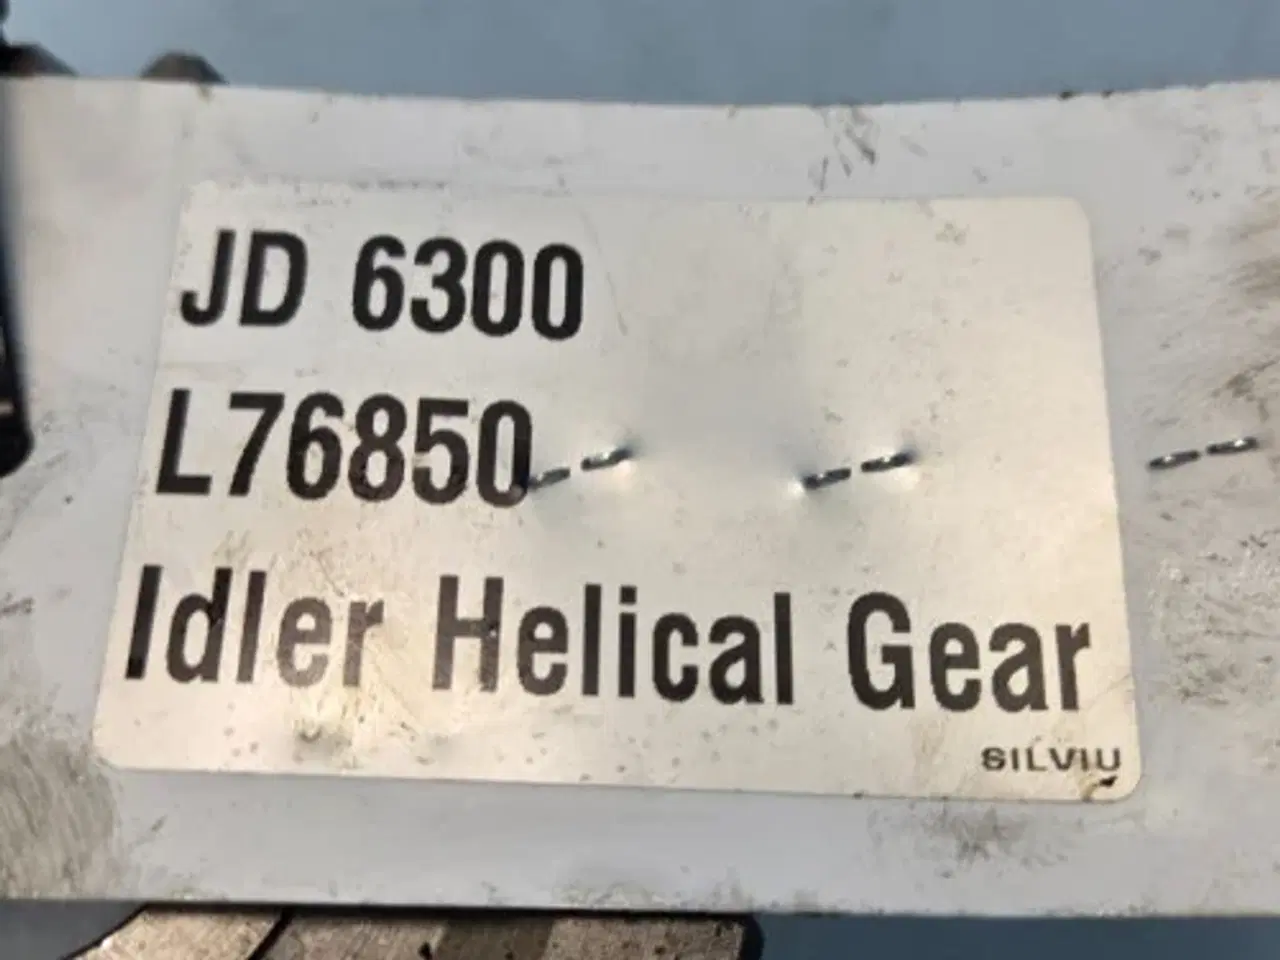 JD 6300
L76850
Idler Helical Gear
SILVIU